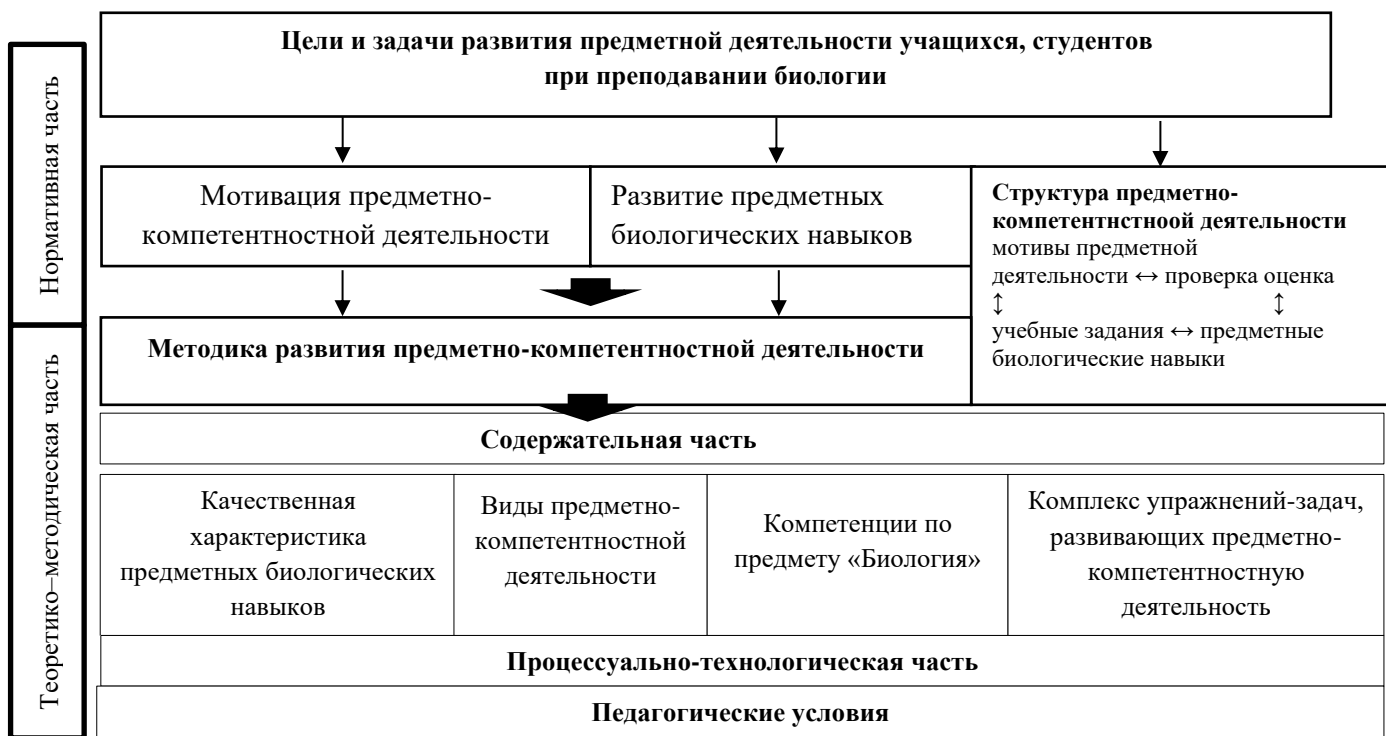 Цели и задачи развития предметной деятельности учащихся, студентов
при преподавании биологии
Нормативная часть
Мотивация предметно-
компетентностной деятельности
Развитие предметных
биологических навыков
Структура предметно-
компетентнстноой деятельности
мотивы предметной
деятельности ↔ проверка оценка
↕ ↕
учебные задания ↔ предметные
биологические навыки
Теоретико–методическая часть
Методика развития предметно-компетентностной деятельности
Содержательная часть
Качественная
характеристика
предметных биологических
навыков
Виды предметно-
компетентностной
деятельности
Компетенции по
предмету «Биология»
Комплекс упражнений-задач,
развивающих предметно-
компетентностную
деятельность
Процессуально-технологическая часть
Педагогические условия